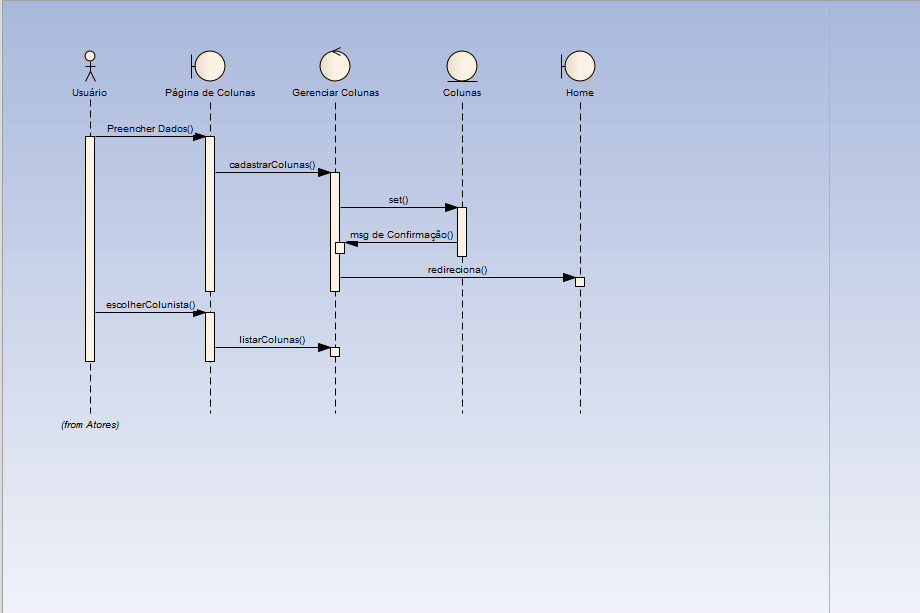 Usuário
Página de Colunas
Gerenciar Colunas
Colunas
Home
Preencher Dados()
cadastrarColunas()
set()
msg de Confirmação()
redireciona()
escolherColunista()
listarColunas()
(from Atores)